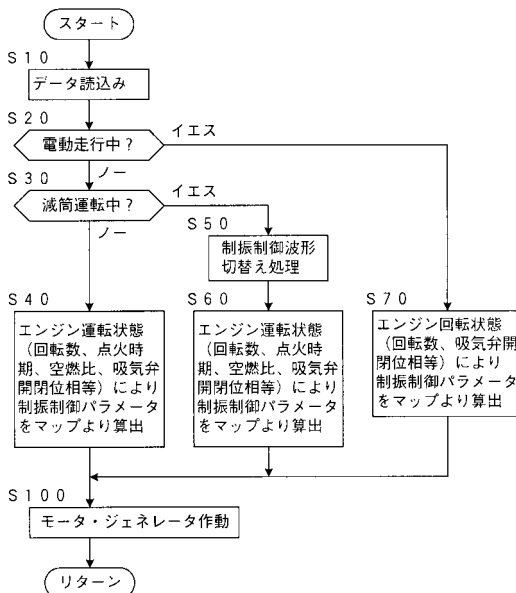 スタート
S10
データ読込み
S20
電動走行中？
イエス
ノー
S30
減筒運転中？
イエス
ノー
S50
制振制御波形
切替え処理
S40
エンジン運転状態
（回転数、点火時
期、空燃比、吸気弁
開閉位相等）により
制振制御パラメータ
をマップより算出
S60
エンジン運転状態
（回転数、点火時
期、空燃比、吸気弁
開閉位相等）により
制振制御パラメータ
をマップより算出
S70
エンジン回転状態
（回転数、吸気弁開
閉位相等）により
制振制御パラメータ
をマップより算出
S100
モータ・ジェネレータ作動
リターン